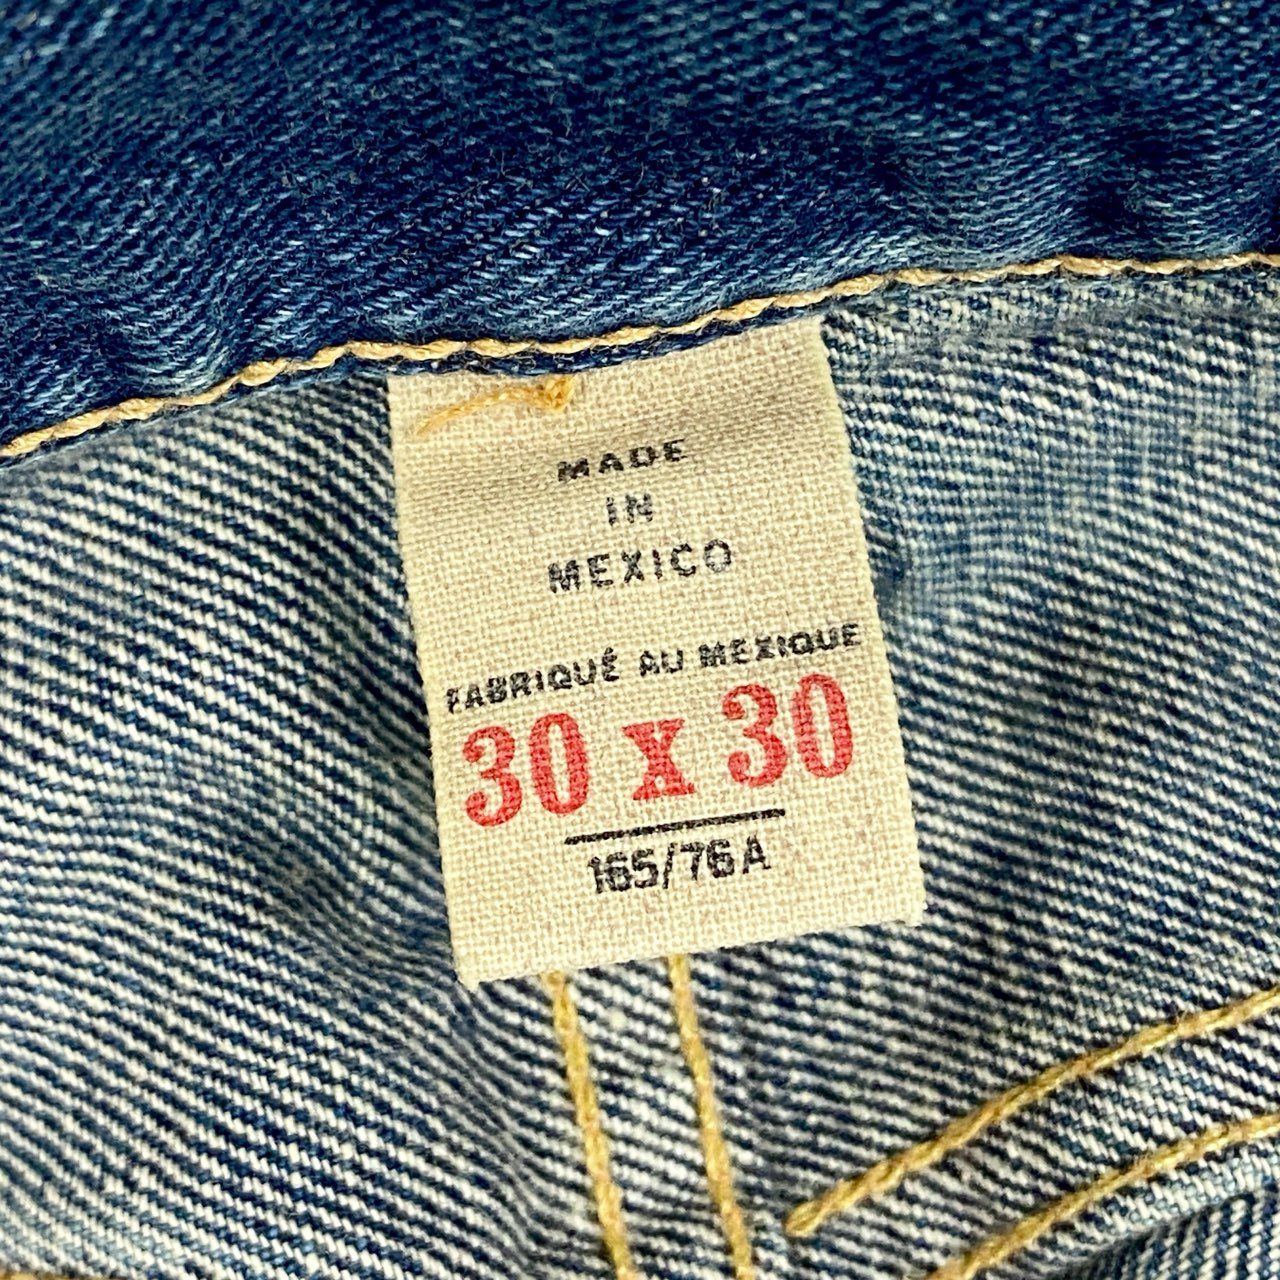 MADE
IN
MEXICO
FABRIQUÉ AU MEXIQUE
30 x 30
165/76A